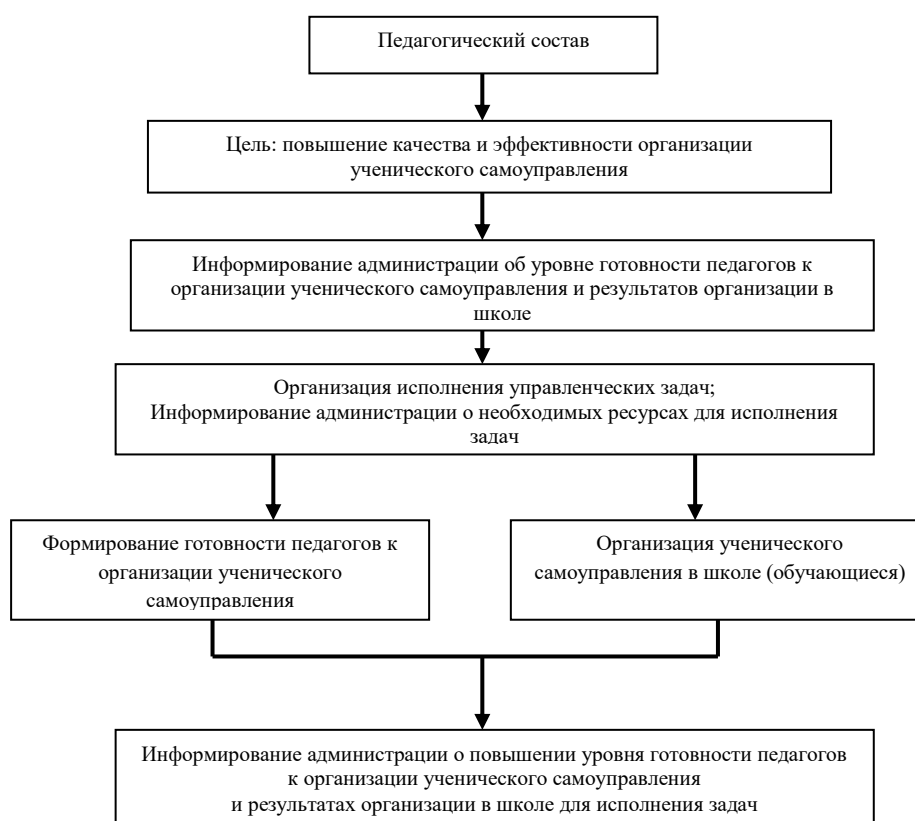 Педагогический состав
Цель: повышение качества и эффективности организации
ученического самоуправления
Информирование администрации об уровне готовности педагогов к
организации ученического самоуправления и результатов организации в
школе
Организация исполнения управленческих задач;
Информирование администрации о необходимых ресурсах для исполнения
задач
Формирование готовности педагогов к
организации ученического
самоуправления
Организация ученического
самоуправления в школе (обучающиеся)
Информирование администрации о повышении уровня готовности педагогов
к организации ученического самоуправления
и результатах организации в школе для исполнения задач